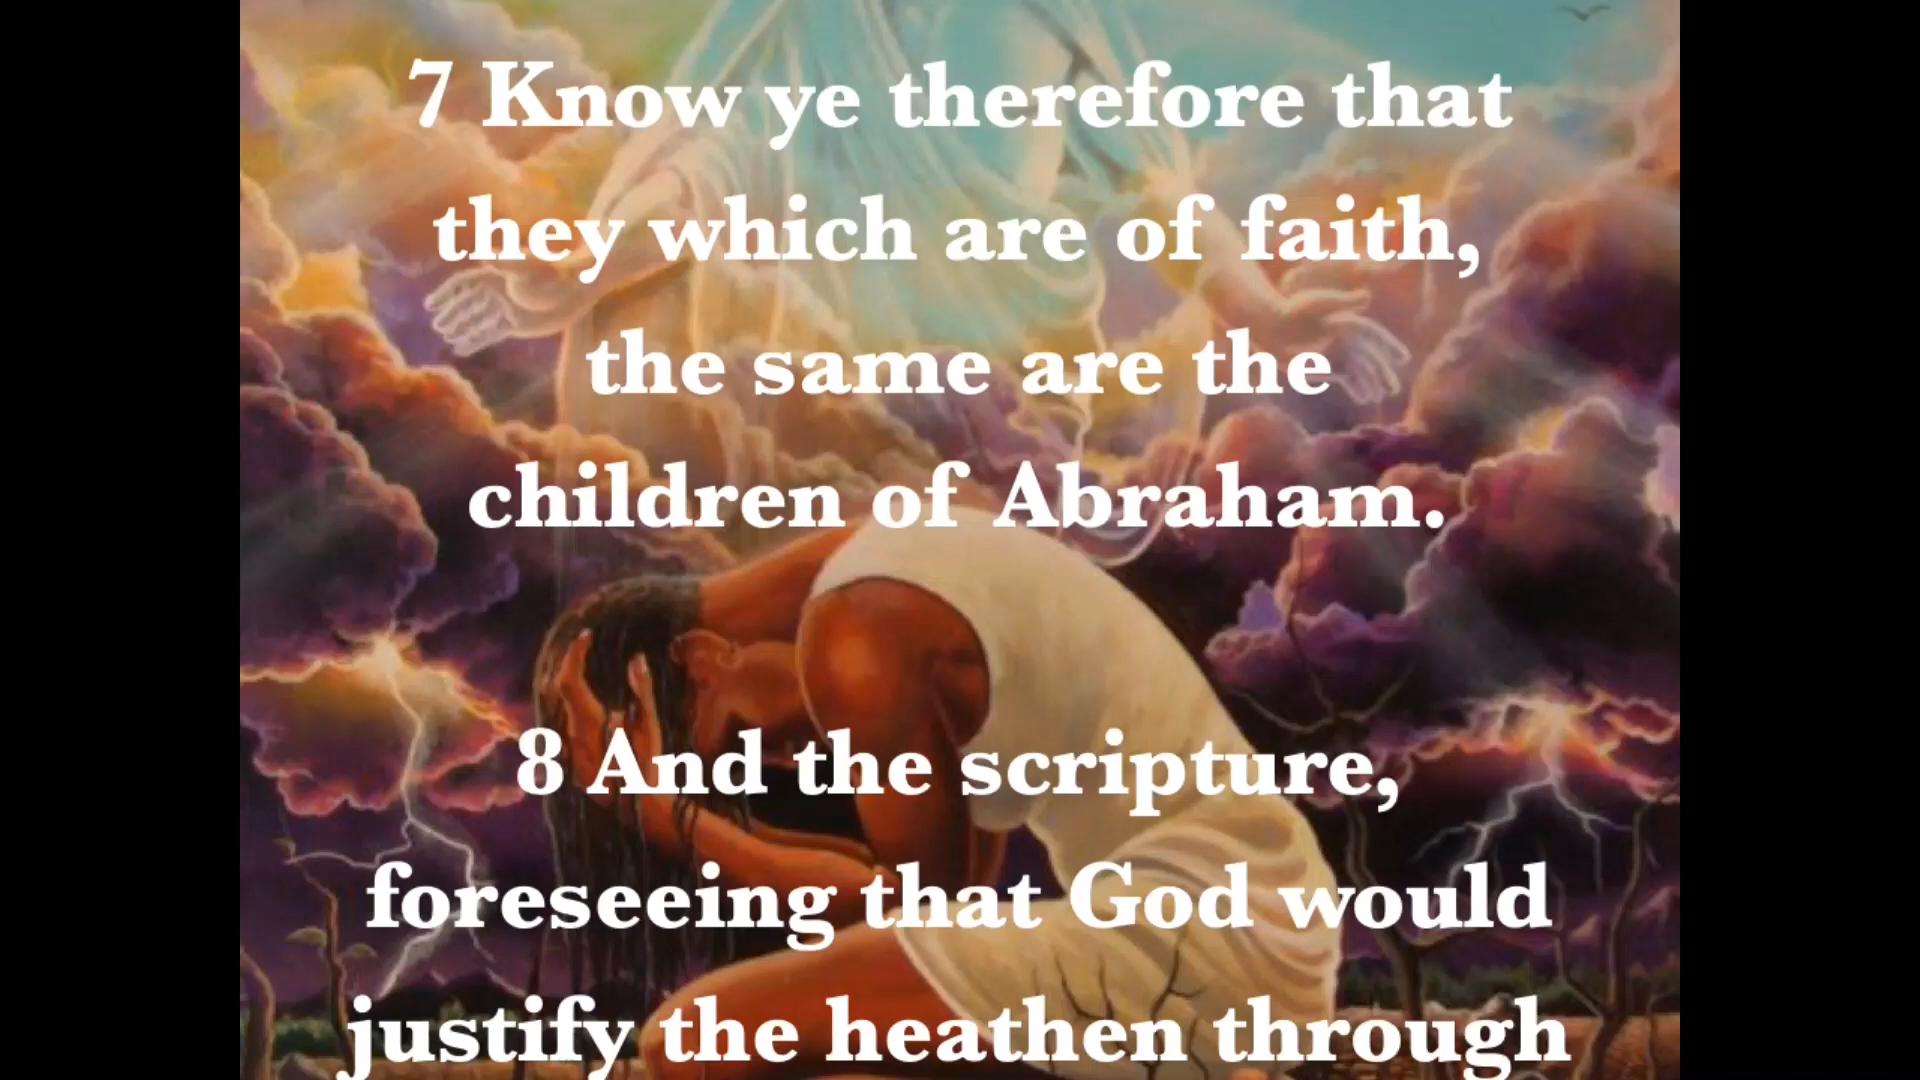 7 Know ye therefore that
they which are of faith,
the same are the
children of Abraham.
8 And the scripture,
foreseeing that God would
justify the heathen through